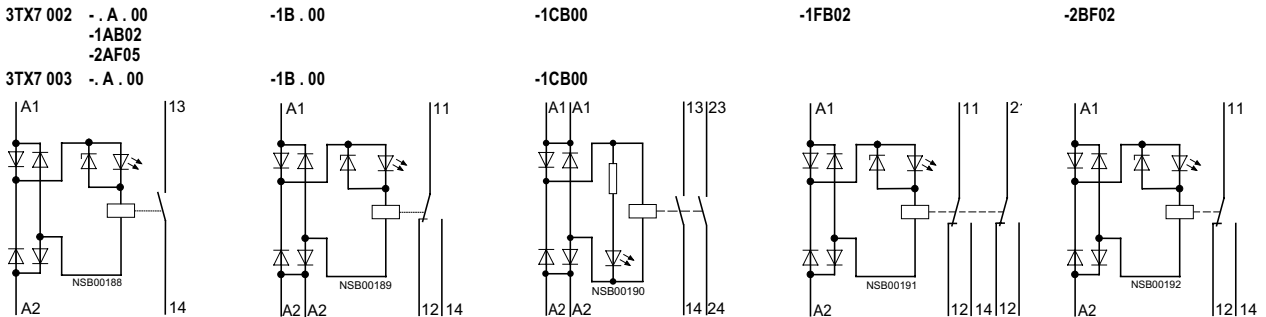 3TX7 002 - . A . 00 -1B . 00 -1CB00 -1FB02 -2BF02
-1AB02
-2AF05
3TX7 003 -. A . 00 -1B . 00 -1CB00
A1 13 A1 11 A1 A1 13 23 A1 11 A1 11
NSB00188 NSB00189 NSB00190 NSB00191 NSB00192
A2 14 A2 A2 12 14 A2 A2 14 24 A2 12 14 12 A2 12 14